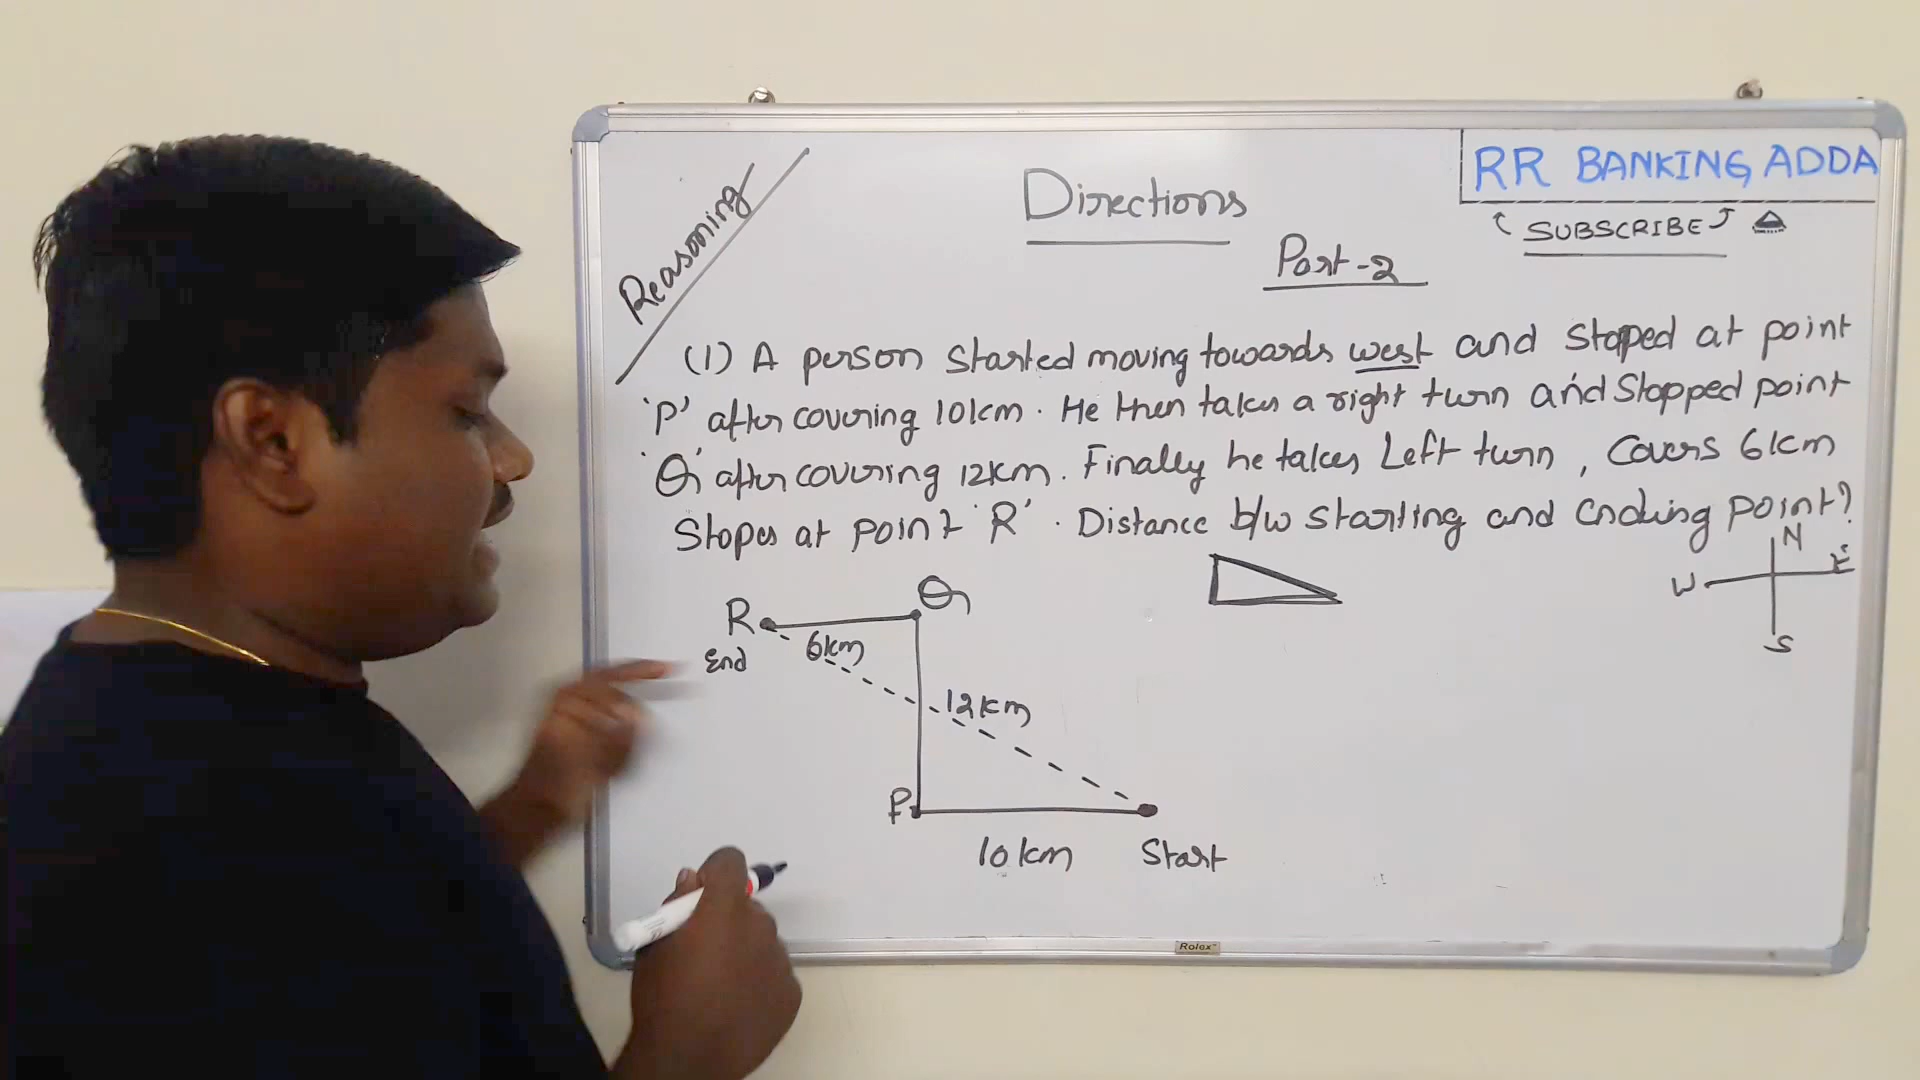 Reasoning
Directions
Part-2
RR BANKING ADDA
SUBSCRIBE
(1) A person started moving towards west and stoped at point
'P' after covering 10km. He then takes a right turn and stopped point
'Q' after covering 12km. Finally he takes Left turn, Covers 6km
Stopes at point 'R'. Distance b/w starting and ending point?
N
W E
S
R Q
End 6km
12km
P
10km Start
Rolex